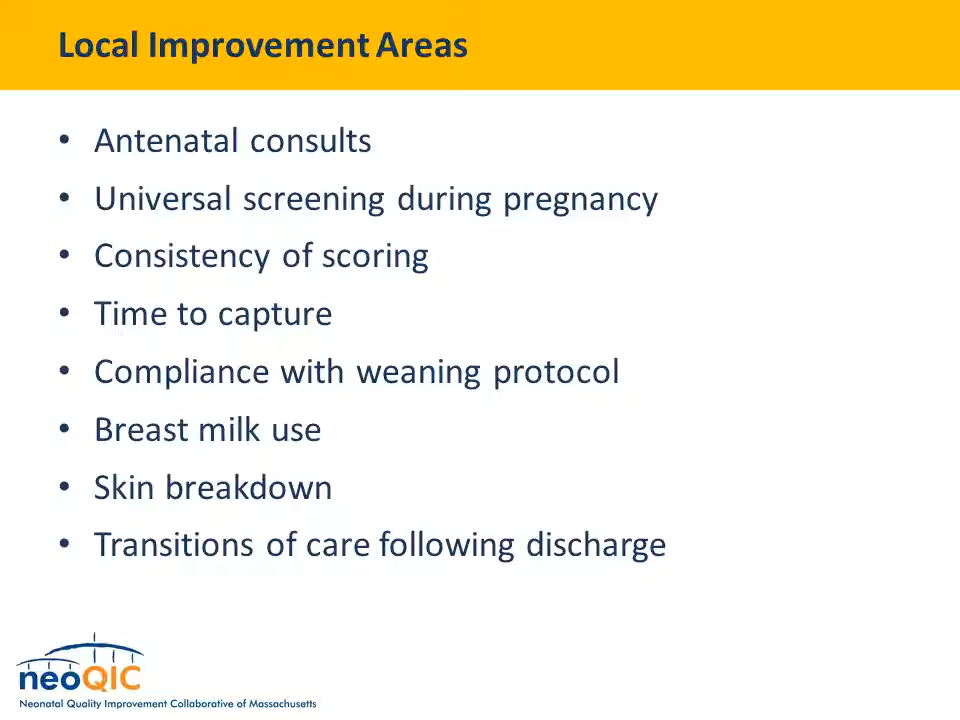 Local Improvement Areas
• Antenatal consults
• Universal screening during pregnancy
• Consistency of scoring
• Time to capture
• Compliance with weaning protocol
• Breast milk use
• Skin breakdown
• Transitions of care following discharge
neoQIC
Neonatal Quality Improvement Collaborative of Massachusetts